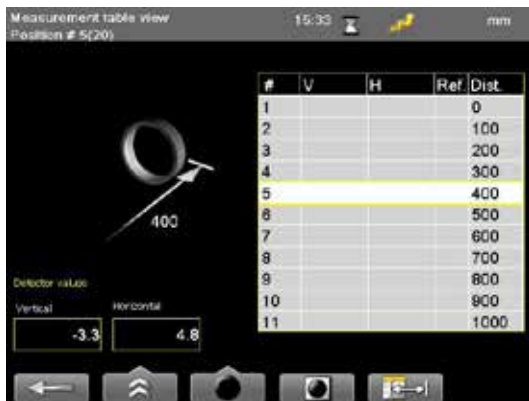 Measurement table view 15:33 mm
Position # 5(20)
# V H Ref. Dist.
1 0
2 100
3 200
4 300
5 400
6 500
7 600
8 700
9 800
10 900
11 1000
400
Detector values
Vertical Horizontal
-3.3 4.8